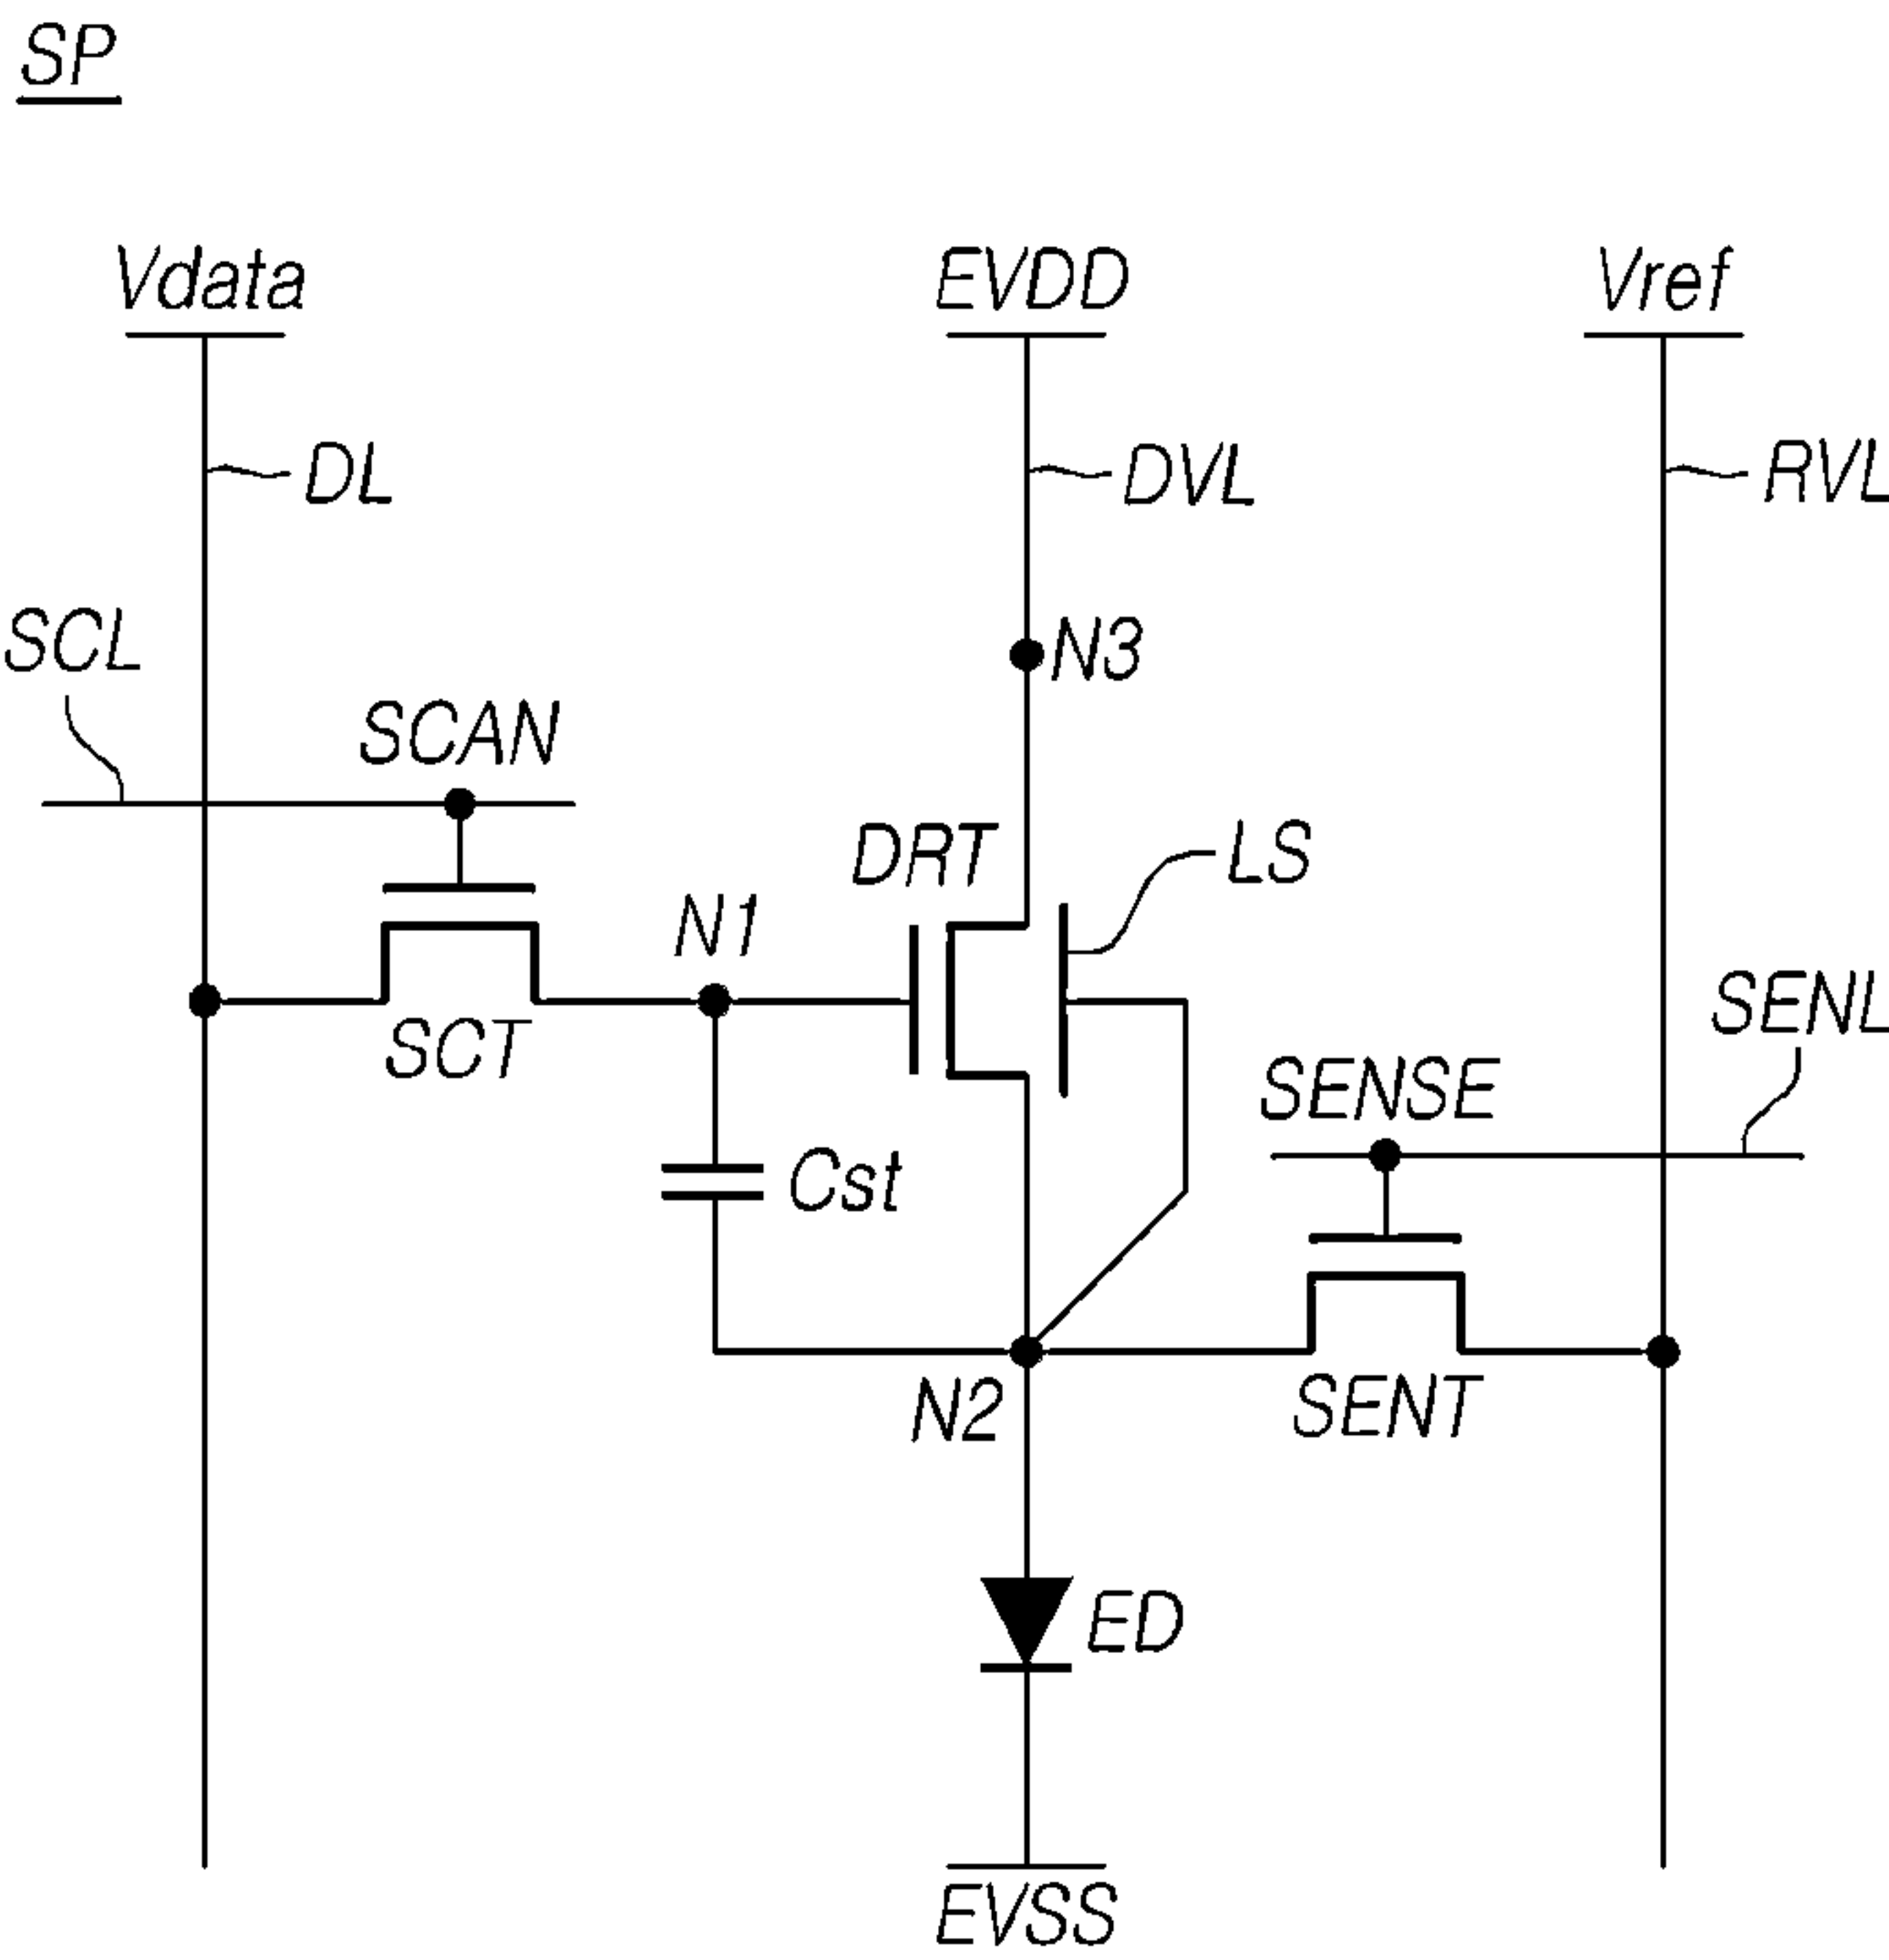 SP
Vdata
EVDD
Vref
DL
DVL
RVL
SCL
N3
SCAN
DRT
LS
N1
SENL
SCT
SENSE
Cst
N2
SENT
ED
EVSS